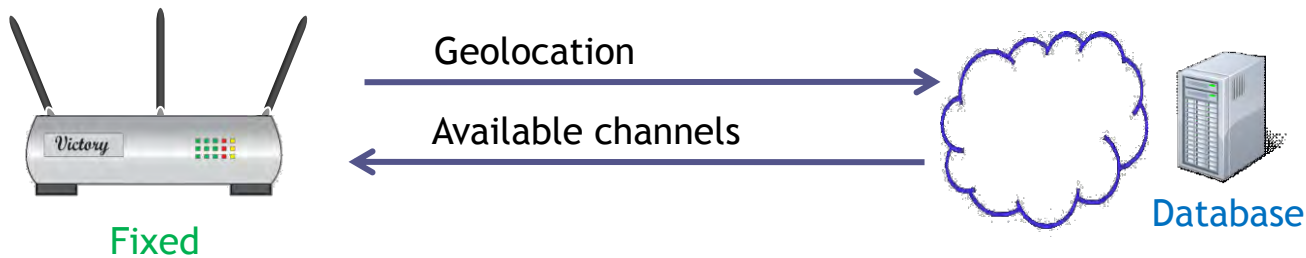 Geolocation
Available channels
Victory
Fixed
Database